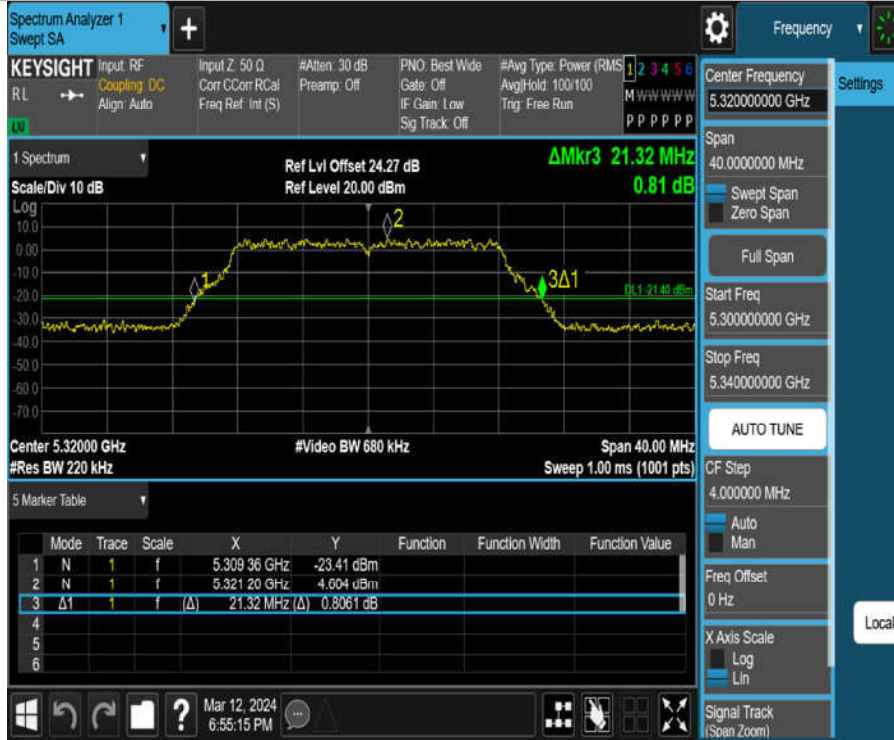 Spectrum Analyzer 1
Swept SA
+
Frequency
KEYSIGHT
RL
LXI
Input: RF
Coupling: DC
Align: Auto
Input Z: 50 Ω
Corr CCorr RCal
Freq Ref: Int (S)
#Atten: 30 dB
Preamp: Off
PNO: Best Wide
Gate: Off
IF Gain: Low
Sig Track: Off
#Avg Type: Power (RMS
Avg|Hold: 100/100
Trig: Free Run
1 2 3 4 5 6
M W W W W W
P P P P P P
1 Spectrum
Scale/Div 10 dB
Ref Lvl Offset 24.27 dB
Ref Level 20.00 dBm
ΔMkr3 21.32 MHz
0.81 dB
Log
10.0
0.00
-10.0
-20.0
-30.0
-40.0
-50.0
-60.0
-70.0
1
2
3Δ1
DL1 -21.40 dBm
Center 5.32000 GHz
#Res BW 220 kHz
#Video BW 680 kHz
Span 40.00 MHz
Sweep 1.00 ms (1001 pts)
5 Marker Table
Mode Trace Scale X Y Function Function Width Function Value
1 N 1 f 5.309 36 GHz -23.41 dBm
2 N 1 f 5.321 20 GHz 4.004 dBm
3 Δ1 1 f (Δ) 21.32 MHz (Δ) 0.8061 dB
4
5
6
Mar 12, 2024
6:55:15 PM
?
Center Frequency
5.320000000 GHz
Settings
Span
40.0000000 MHz
Swept Span
Zero Span
Full Span
Start Freq
5.300000000 GHz
Stop Freq
5.340000000 GHz
AUTO TUNE
CF Step
4.000000 MHz
Auto
Man
Freq Offset
0 Hz
Local
X Axis Scale
Log
Lin
Signal Track
(Span Zoom)